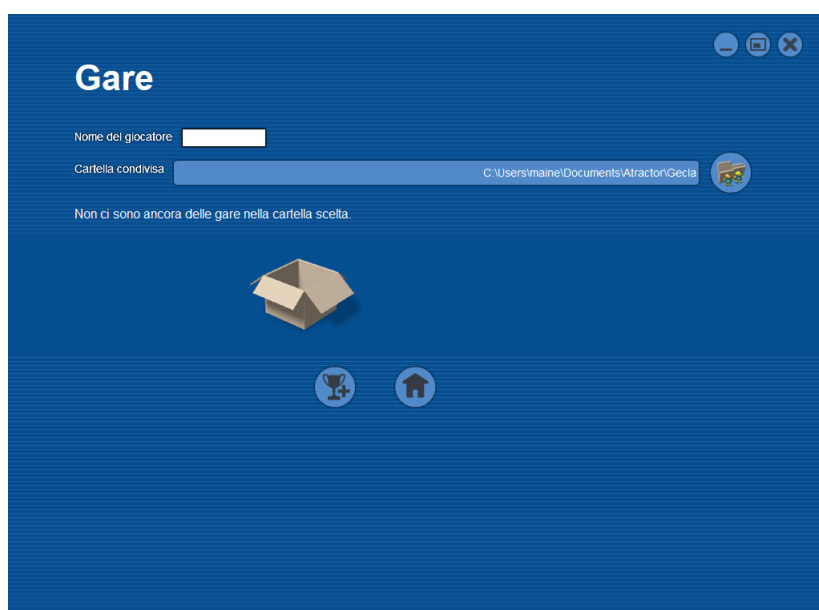 Gare
Nome del giocatore
Cartella condivisa
C:\Users\maine\Documents\Atractor\Gecla
Non ci sono ancora delle gare nella cartella scelta.